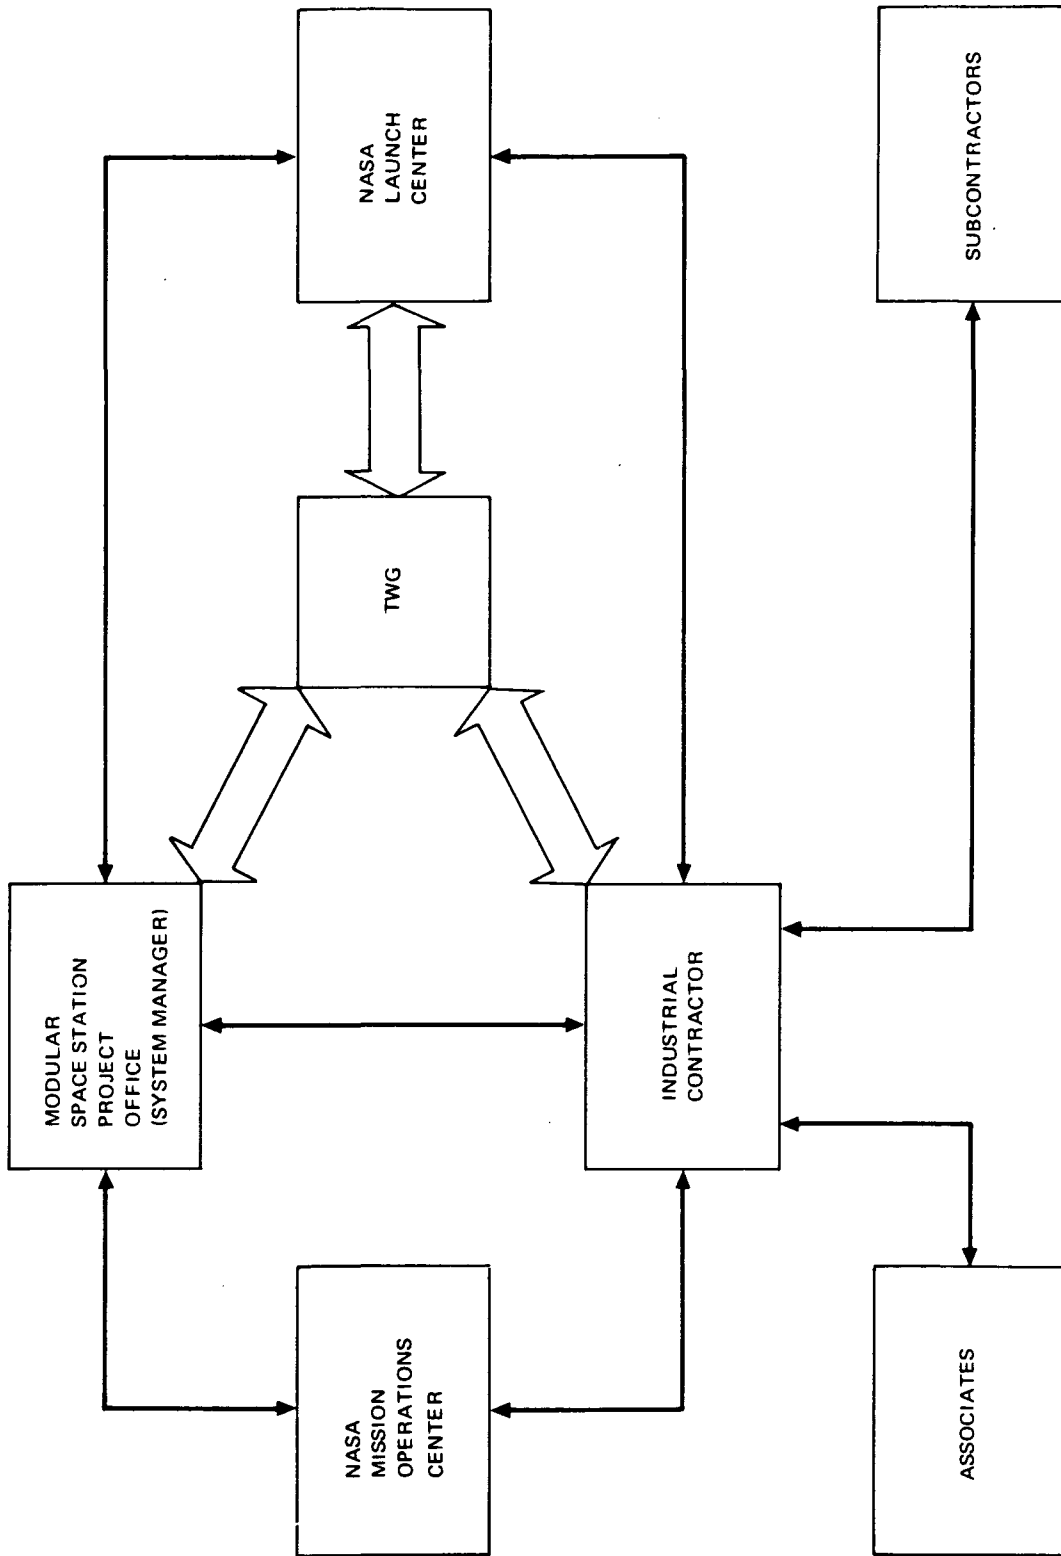 MODULAR
SPACE STATION
PROJECT
OFFICE
(SYSTEM MANAGER)
NASA
MISSION
OPERATIONS
CENTER
TWG
NASA
LAUNCH
CENTER
INDUSTRIAL
CONTRACTOR
ASSOCIATES
SUBCONTRACTORS